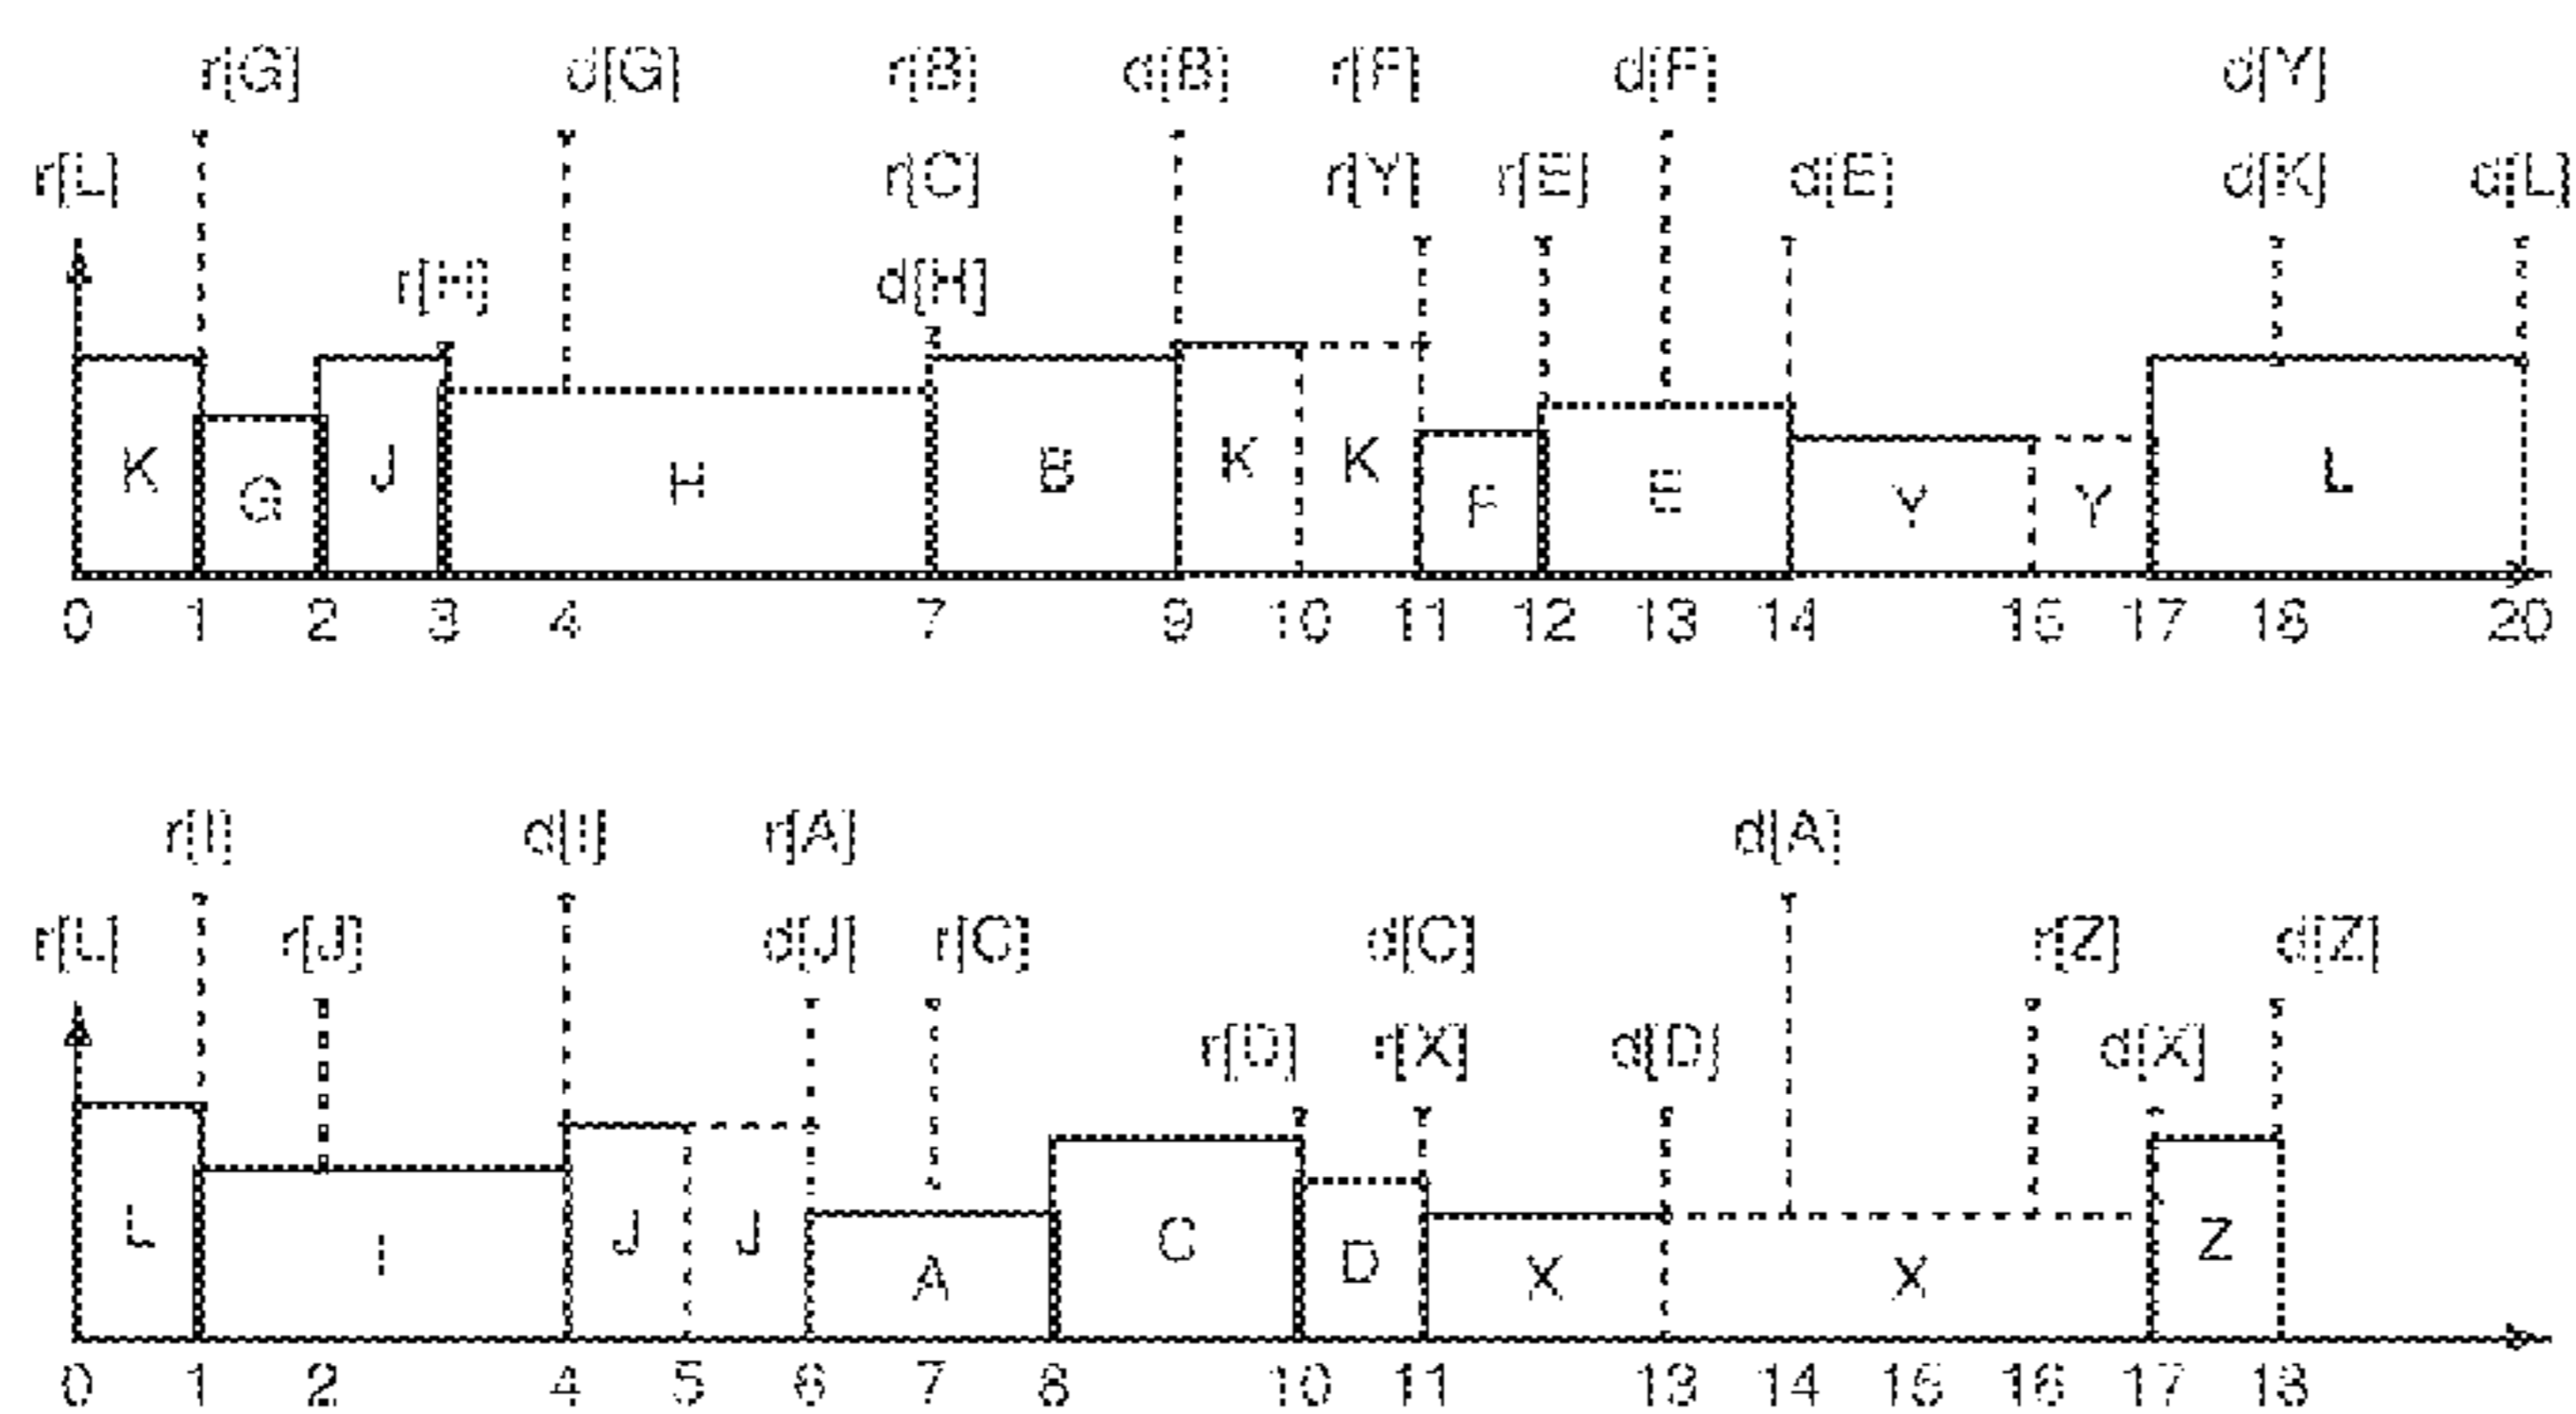 r[G] d[G] r[B] d[B] r[F] d[F] d[Y]
r[L] r[C] r[Y] r[E] d[E] d[K] d[L]
r[H] d[H]
K G J H B K K F E Y Y L
0 1 2 3 4 7 9 10 11 12 13 14 16 17 18 20
r[I] d[I] r[A] d[A]
r[L] r[J] d[J] r[C] d[C] r[Z] d[Z]
r[D] r[X] d[D] d[X]
L I J J A C D X X Z
0 1 2 4 5 6 7 8 10 11 13 14 15 16 17 18